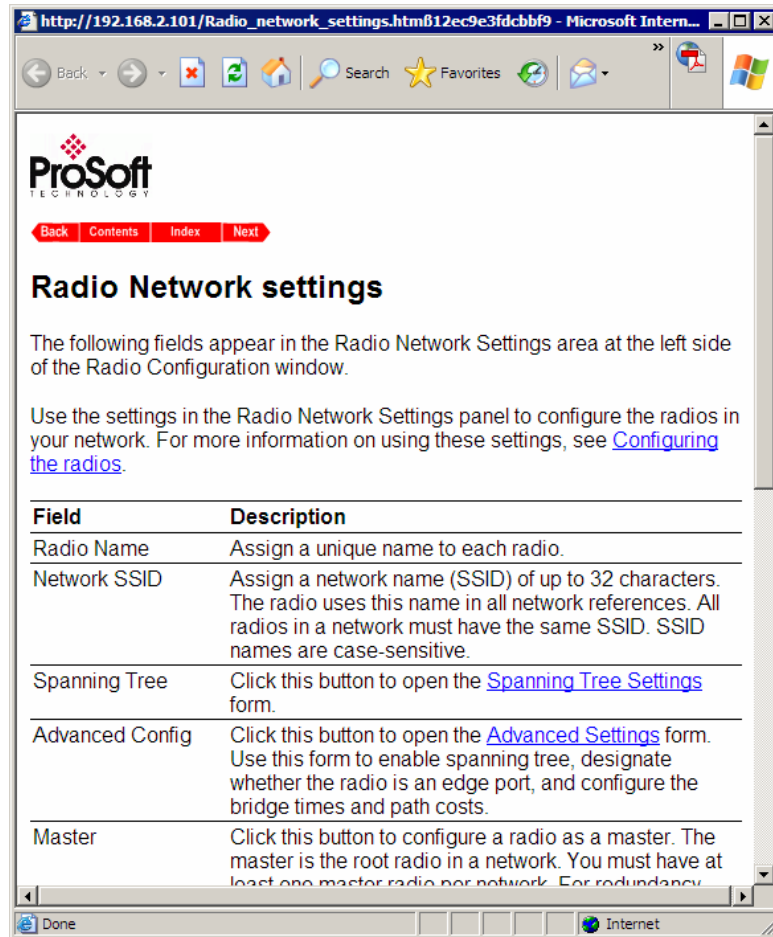 http://192.168.2.101/Radio_network_settings.htmß12ec9e3fdcbbf9 - Microsoft Intern...
Back Search Favorites »
ProSoft
TECHNOLOGY
Back Contents Index Next
Radio Network settings
The following fields appear in the Radio Network Settings area at the left side
of the Radio Configuration window.
Use the settings in the Radio Network Settings panel to configure the radios in
your network. For more information on using these settings, see Configuring
the radios.
Field Description
Radio Name Assign a unique name to each radio.
Network SSID Assign a network name (SSID) of up to 32 characters.
The radio uses this name in all network references. All
radios in a network must have the same SSID. SSID
names are case-sensitive.
Spanning Tree Click this button to open the Spanning Tree Settings
form.
Advanced Config Click this button to open the Advanced Settings form.
Use this form to enable spanning tree, designate
whether the radio is an edge port, and configure the
bridge times and path costs.
Master Click this button to configure a radio as a master. The
master is the root radio in a network. You must have at
least one master radio per network. For redundancy
Done Internet